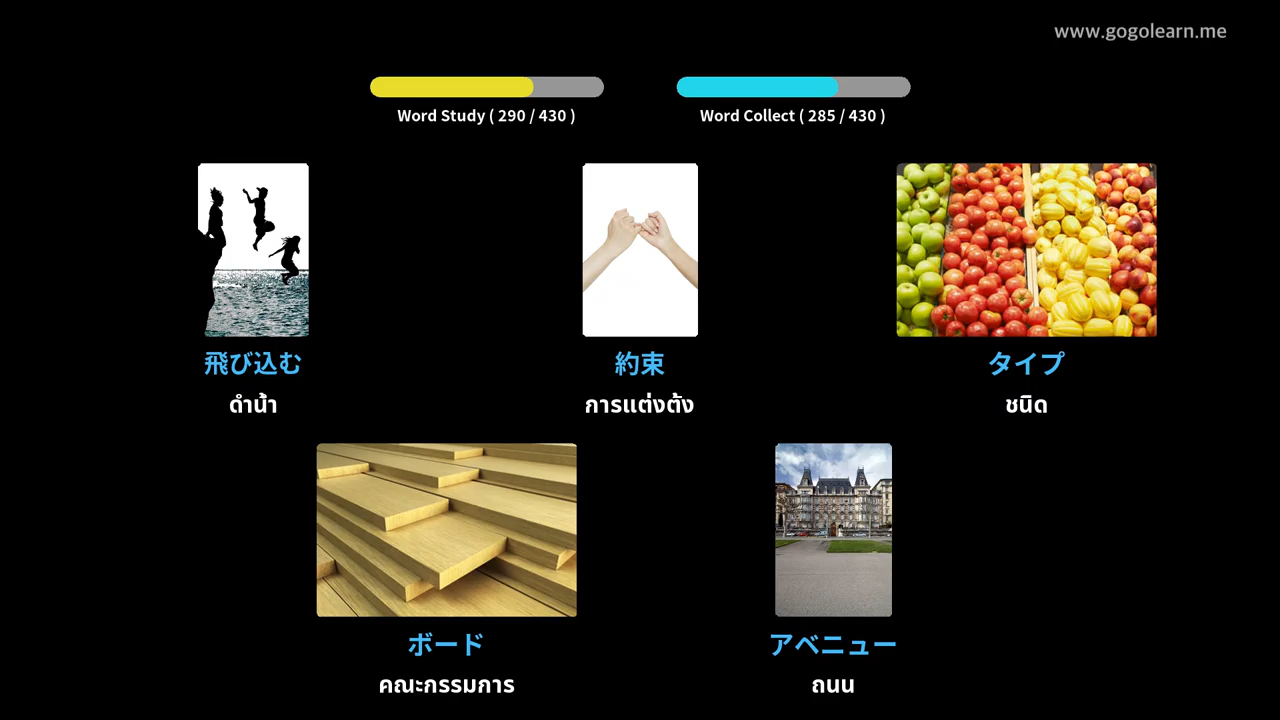 www.gogolearn.me
Word Study ( 290 / 430 )
Word Collect ( 285 / 430 )
飛び込む
ดำน้ำ
約束
การแต่งตั้ง
タイプ
ชนิด
ボード
คณะกรรมการ
アベニュー
ถนน